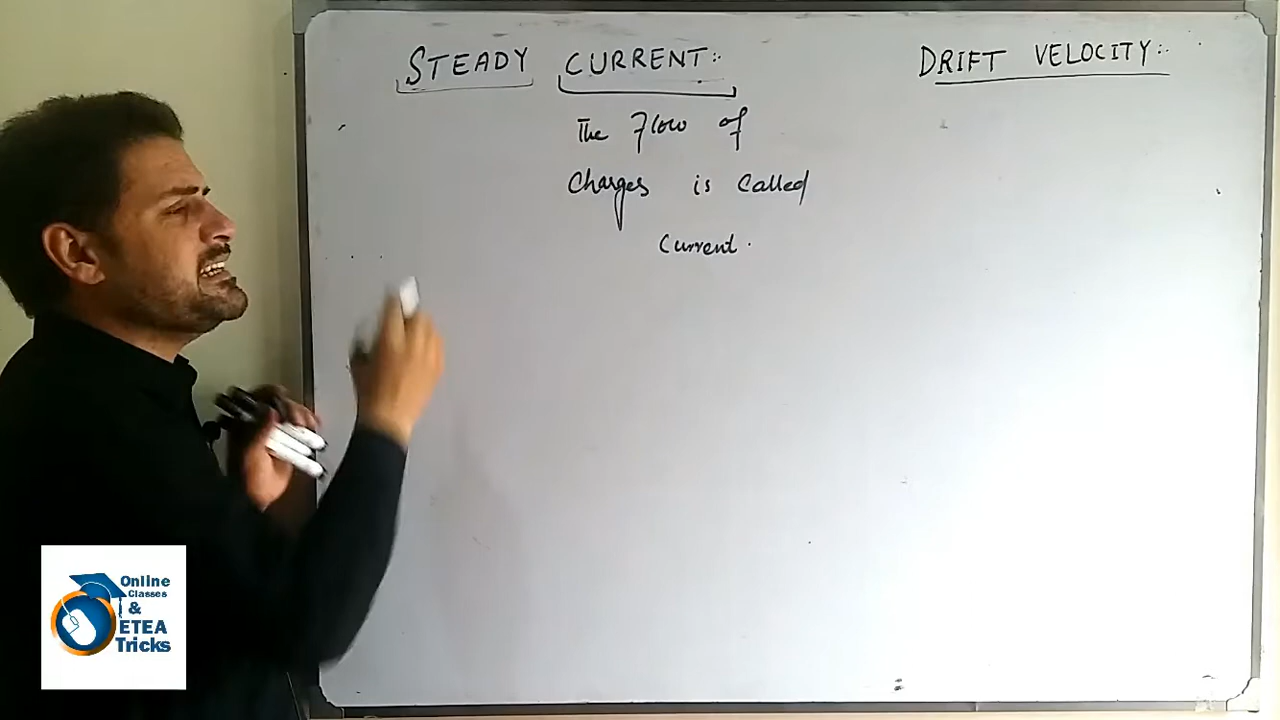 STEADY CURRENT:-
The Flow of
Charges is Called
Current.
DRIFT VELOCITY:-
Online
Classes
&
ETEA
Tricks